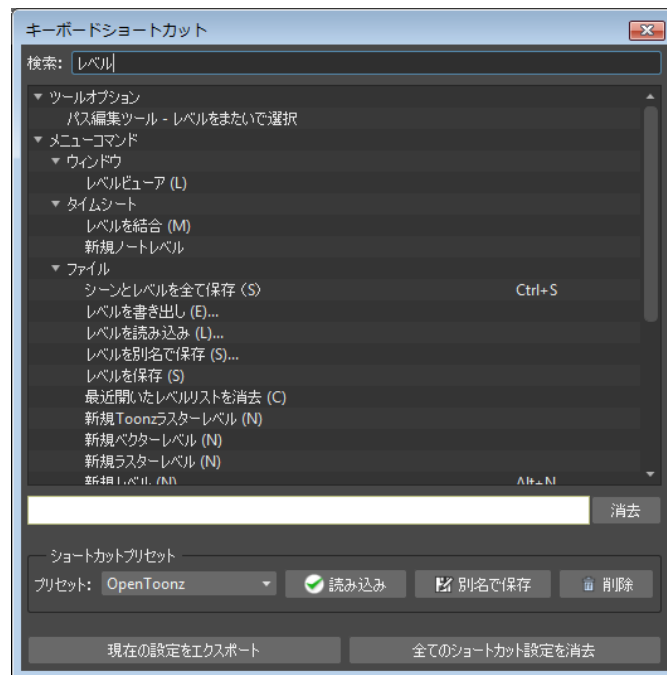 キーボードショートカット
検索: レベル
ツールオプション
パス編集ツール - レベルをまたいで選択
メニューコマンド
ウィンドウ
レベルビューア (L)
タイムシート
レベルを結合 (M)
新規ノートレベル
ファイル
シーンとレベルを全て保存 (S) Ctrl+S
レベルを書き出し (E)...
レベルを読み込み (L)...
レベルを別名で保存 (S)...
レベルを保存 (S)
最近開いたレベルリストを消去 (C)
新規Toonzラスターレベル (N)
新規ベクターレベル (N)
新規ラスターレベル (N)
新規レベル (N) Alt+N
消去
ショートカットプリセット
プリセット: OpenToonz 読み込み 別名で保存 削除
現在の設定をエクスポート 全てのショートカット設定を消去